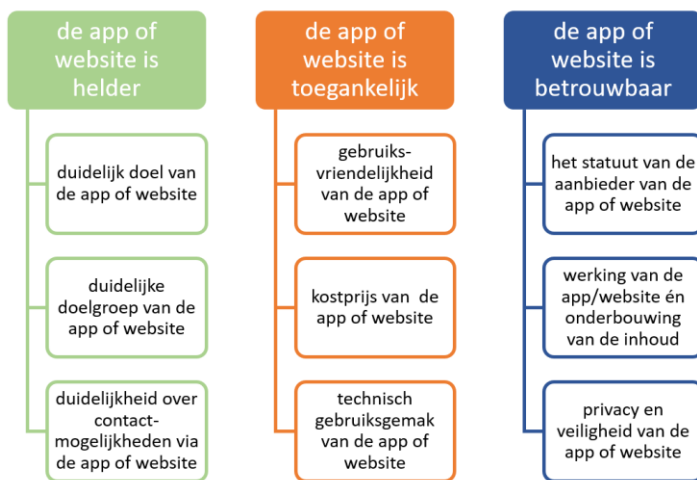 de app of
website is
helder
duidelijk doel van
de app of website
duidelijke
doelgroep van de
app of website
duidelijkheid over
contact-
mogelijkheden via
de app of website
de app of
website is
toegankelijk
gebruiks-
vriendelijkheid
van de app of
website
kostprijs van de
app of website
technisch
gebruiksgemak
van de app of
website
de app of
website is
betrouwbaar
het statuut van de
aanbieder van de
app of website
werking van de
app/website én
onderbouwing
van de inhoud
privacy en
veiligheid van de
app of website